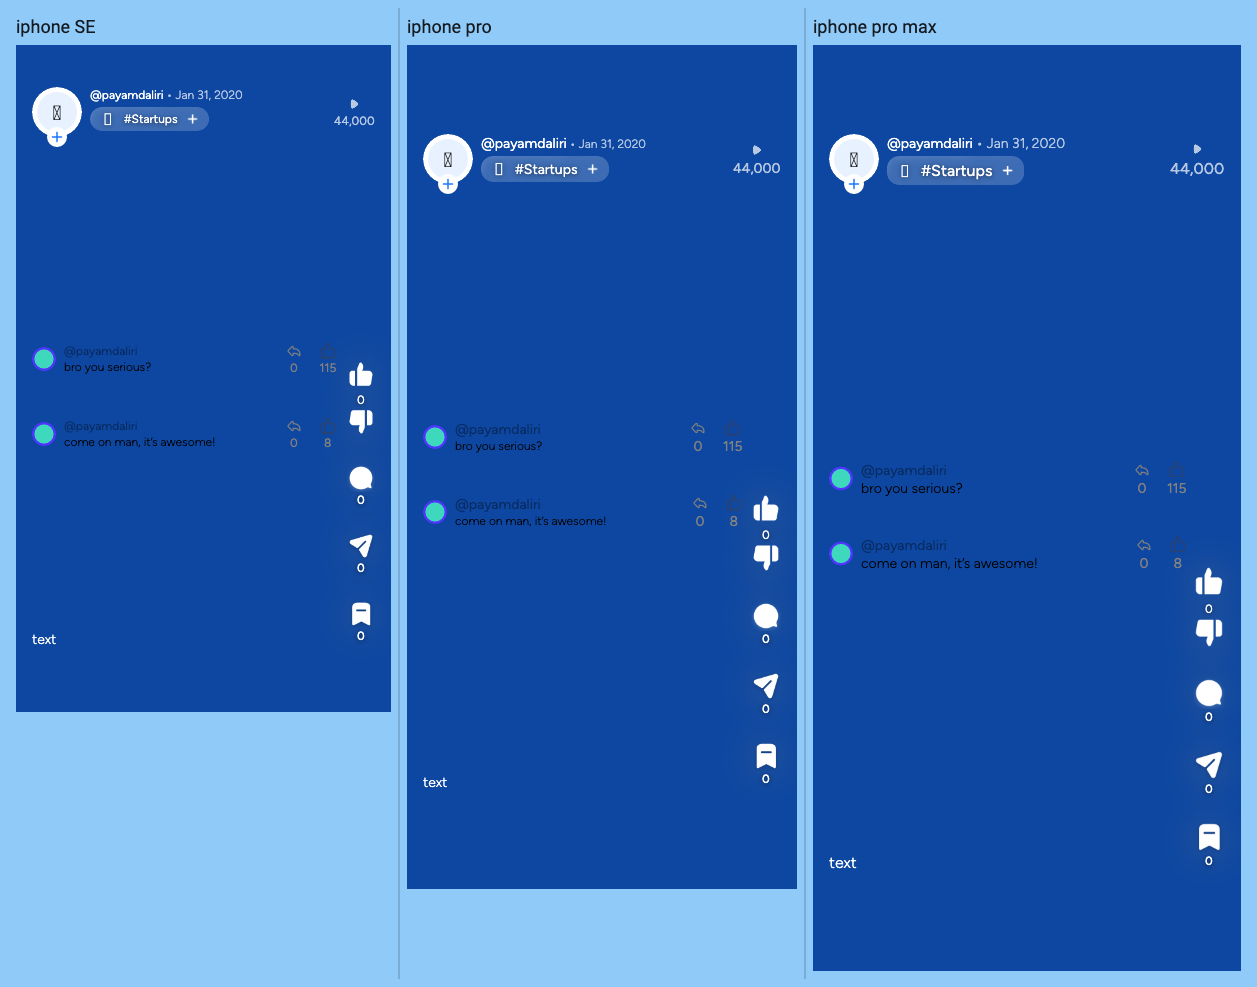 iphone SE
@payamdaliri • Jan 31, 2020
#Startups +
44,000
@payamdaliri
bro you serious?
0 115
@payamdaliri
come on man, it's awesome!
0 8
0
0
0
0
text
iphone pro
@payamdaliri • Jan 31, 2020
#Startups +
44,000
@payamdaliri
bro you serious?
0 115
@payamdaliri
come on man, it's awesome!
0 8
0
0
0
0
text
iphone pro max
@payamdaliri • Jan 31, 2020
#Startups +
44,000
@payamdaliri
bro you serious?
0 115
@payamdaliri
come on man, it's awesome!
0 8
0
0
0
0
text